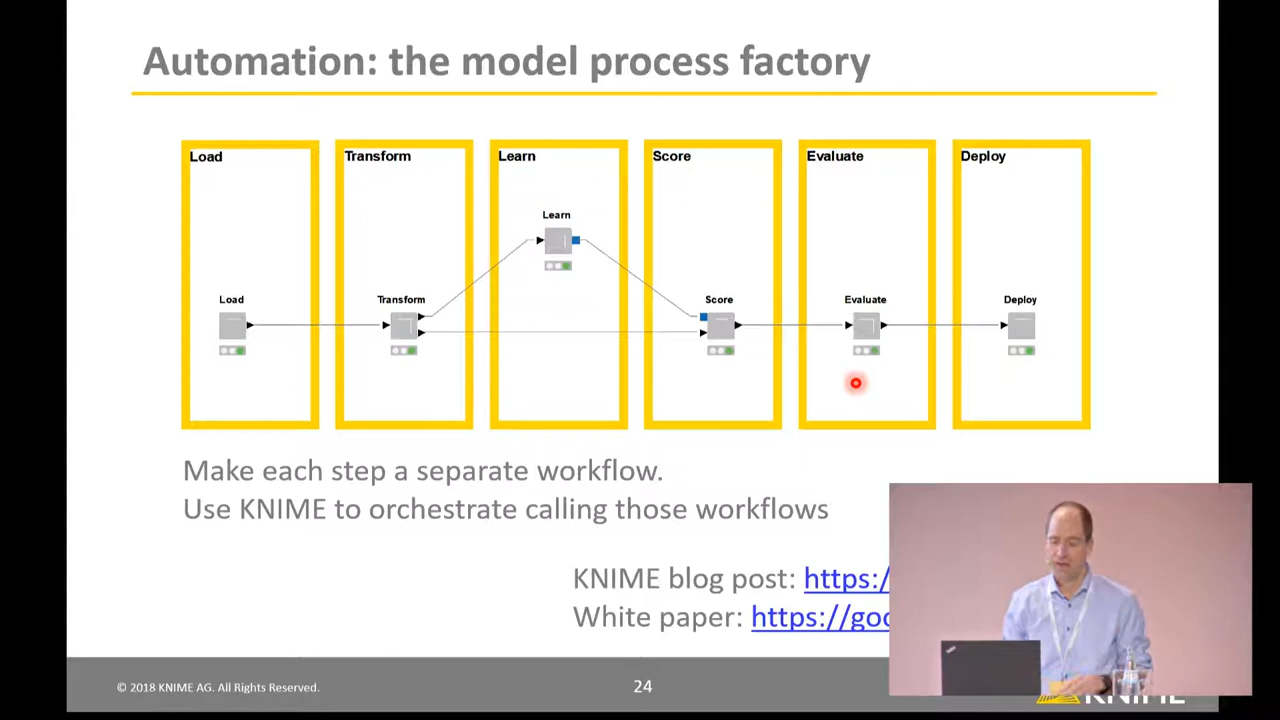 Automation: the model process factory
Load
Transform
Learn
Score
Evaluate
Deploy
Learn
Load
Transform
Score
Evaluate
Deploy
Make each step a separate workflow.
Use KNIME to orchestrate calling those workflows
KNIME blog post: https:/
White paper: https://goo
© 2018 KNIME AG. All Rights Reserved.
24
KNIME